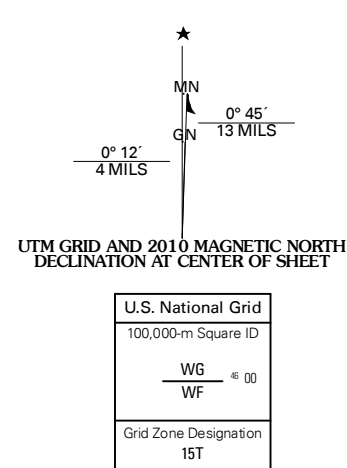 MN
0° 45´
13 MILS
GN
0° 12´
4 MILS
UTM GRID AND 2010 MAGNETIC NORTH
DECLINATION AT CENTER OF SHEET
U.S. National Grid
100,000-m Square ID
WG
46 00
WF
Grid Zone Designation
15T